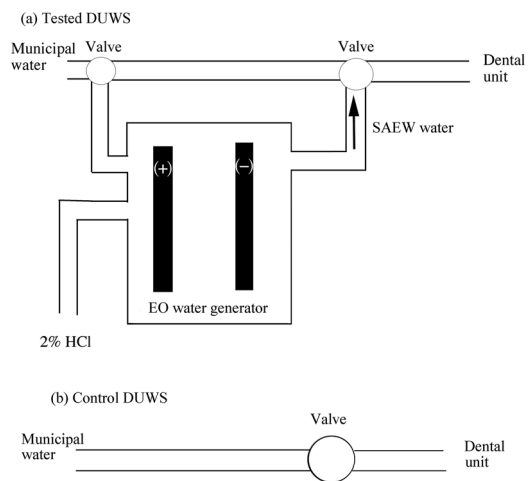 (a) Tested DUWS
Municipal
water
Valve
Valve
Dental
unit
SAEW water
(+)
(−)
EO water generator
2% HCl
(b) Control DUWS
Municipal
water
Valve
Dental
unit